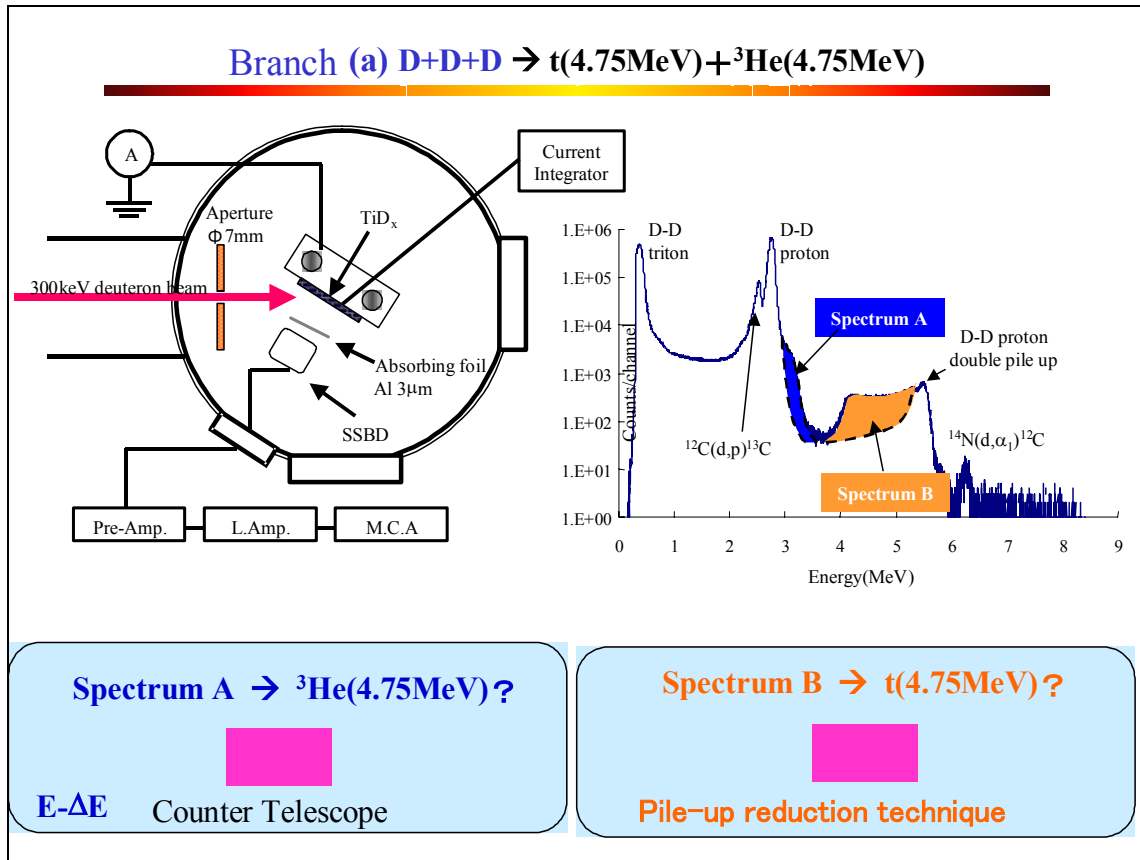 Branch (a) D+D+D → t(4.75MeV)+³He(4.75MeV)
A
Current
Integrator
TiDₓ
Aperture
Φ7mm
300keV deuteron beam
Absorbing foil
Al 3μm
SSBD
Pre-Amp.
L.Amp.
M.C.A
D-D
triton
D-D
proton
Spectrum A
D-D proton
double pile up
¹²C(d,p)¹³C
¹⁴N(d,α₁)¹²C
Spectrum B
Counts/channel
1.E+06
1.E+05
1.E+04
1.E+03
1.E+02
1.E+01
1.E+00
0 1 2 3 4 5 6 7 8 9
Energy(MeV)
Spectrum A → ³He(4.75MeV)?
E-ΔE Counter Telescope
Spectrum B → t(4.75MeV)?
Pile-up reduction technique